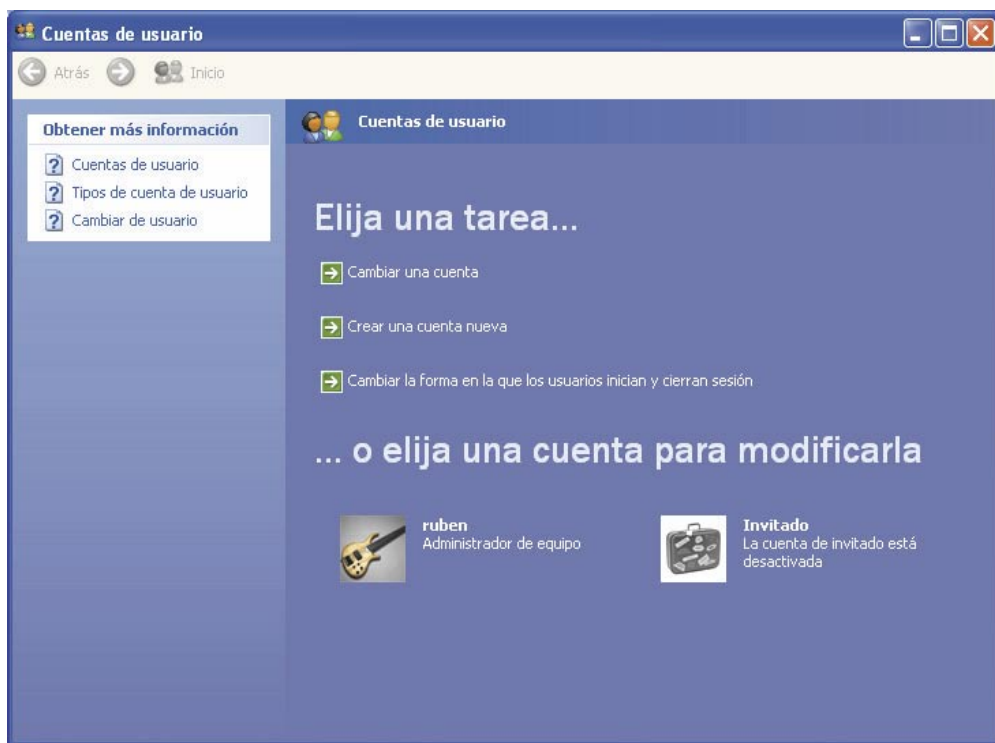 Cuentas de usuario
Atrás
Inicio
Obtener más información
Cuentas de usuario
Tipos de cuenta de usuario
Cambiar de usuario
Cuentas de usuario
Elija una tarea...
Cambiar una cuenta
Crear una cuenta nueva
Cambiar la forma en la que los usuarios inician y cierran sesión
... o elija una cuenta para modificarla
ruben
Administrador de equipo
Invitado
La cuenta de invitado está
desactivada